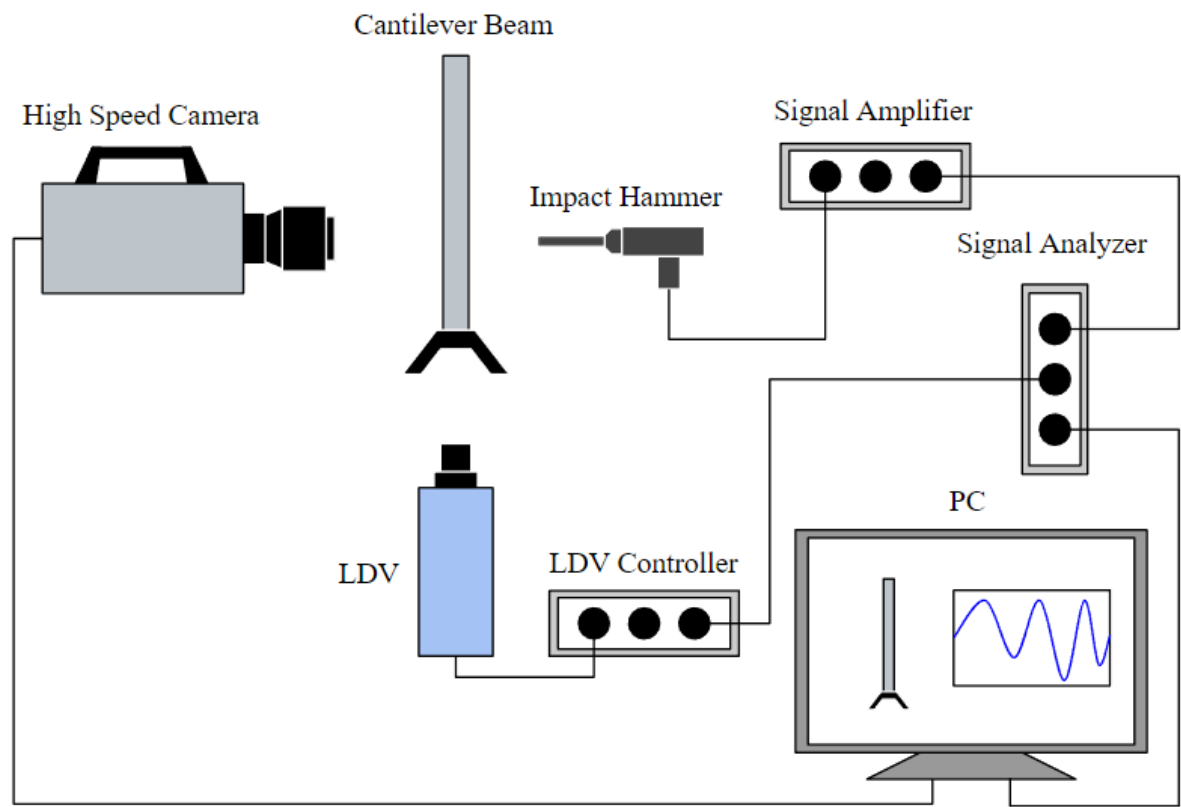 Cantilever Beam
High Speed Camera
Signal Amplifier
Impact Hammer
Signal Analyzer
PC
LDV
LDV Controller